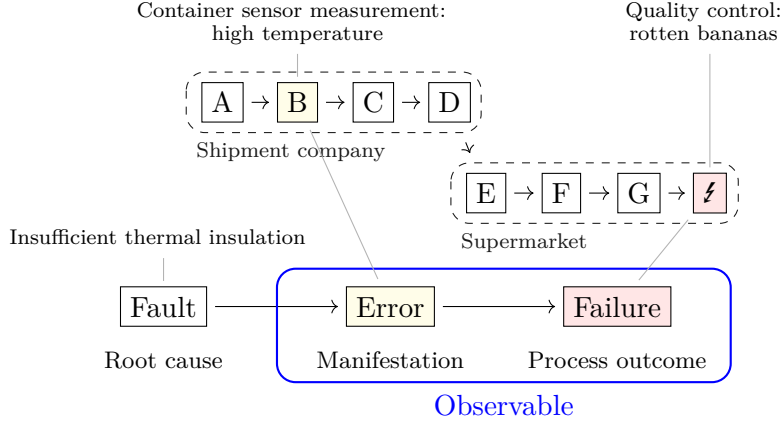 Container sensor measurement:
high temperature
Quality control:
rotten bananas
A
B
C
D
Shipment company
E
F
G
Supermarket
Insufficient thermal insulation
Fault
Error
Failure
Root cause
Manifestation
Process outcome
Observable